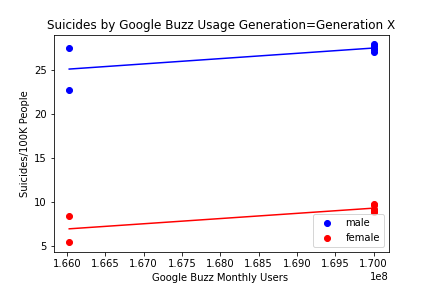 Suicides by Google Buzz Usage Generation=Generation X
Suicides/100K People
25
20
15
10
5
male
female
1.660 1.665 1.670 1.675 1.680 1.685 1.690 1.695 1.700
1e8
Google Buzz Monthly Users